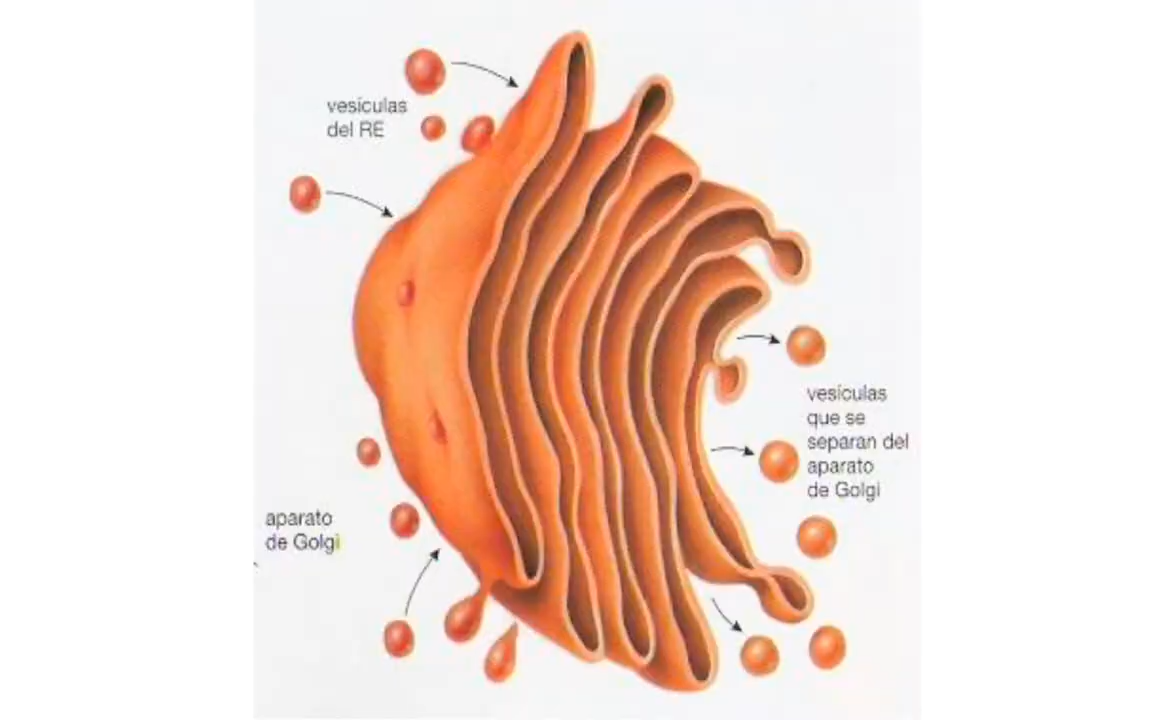 vesículas
del RE
vesículas
que se
separan del
aparato
de Golgi
aparato
de Golgi